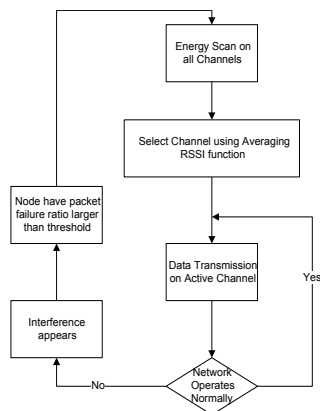 Energy Scan on
all Channels
Select Channel using Averaging
RSSI function
Node have packet
failure ratio larger
than threshold
Data Transmission
on Active Channel
Yes
Interference
appears
No
Network
Operates
Normally